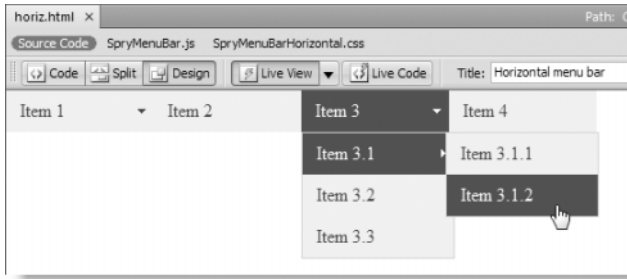 horiz.html ×
Path:
Source Code SpryMenuBar.js SpryMenuBarHorizontal.css
Code Split Design Live View Live Code Title: Horizontal menu bar
Item 1 Item 2 Item 3 Item 4
Item 3.1 Item 3.1.1
Item 3.2 Item 3.1.2
Item 3.3